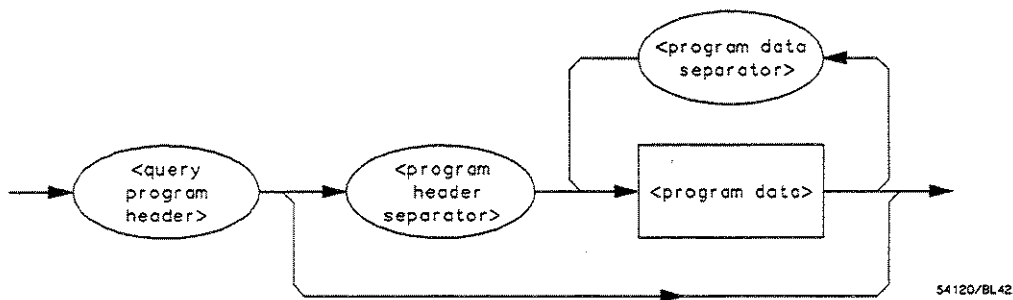 <program data
separator>
<query
program
header>
<program
header
separator>
<program data>
54120/BL42